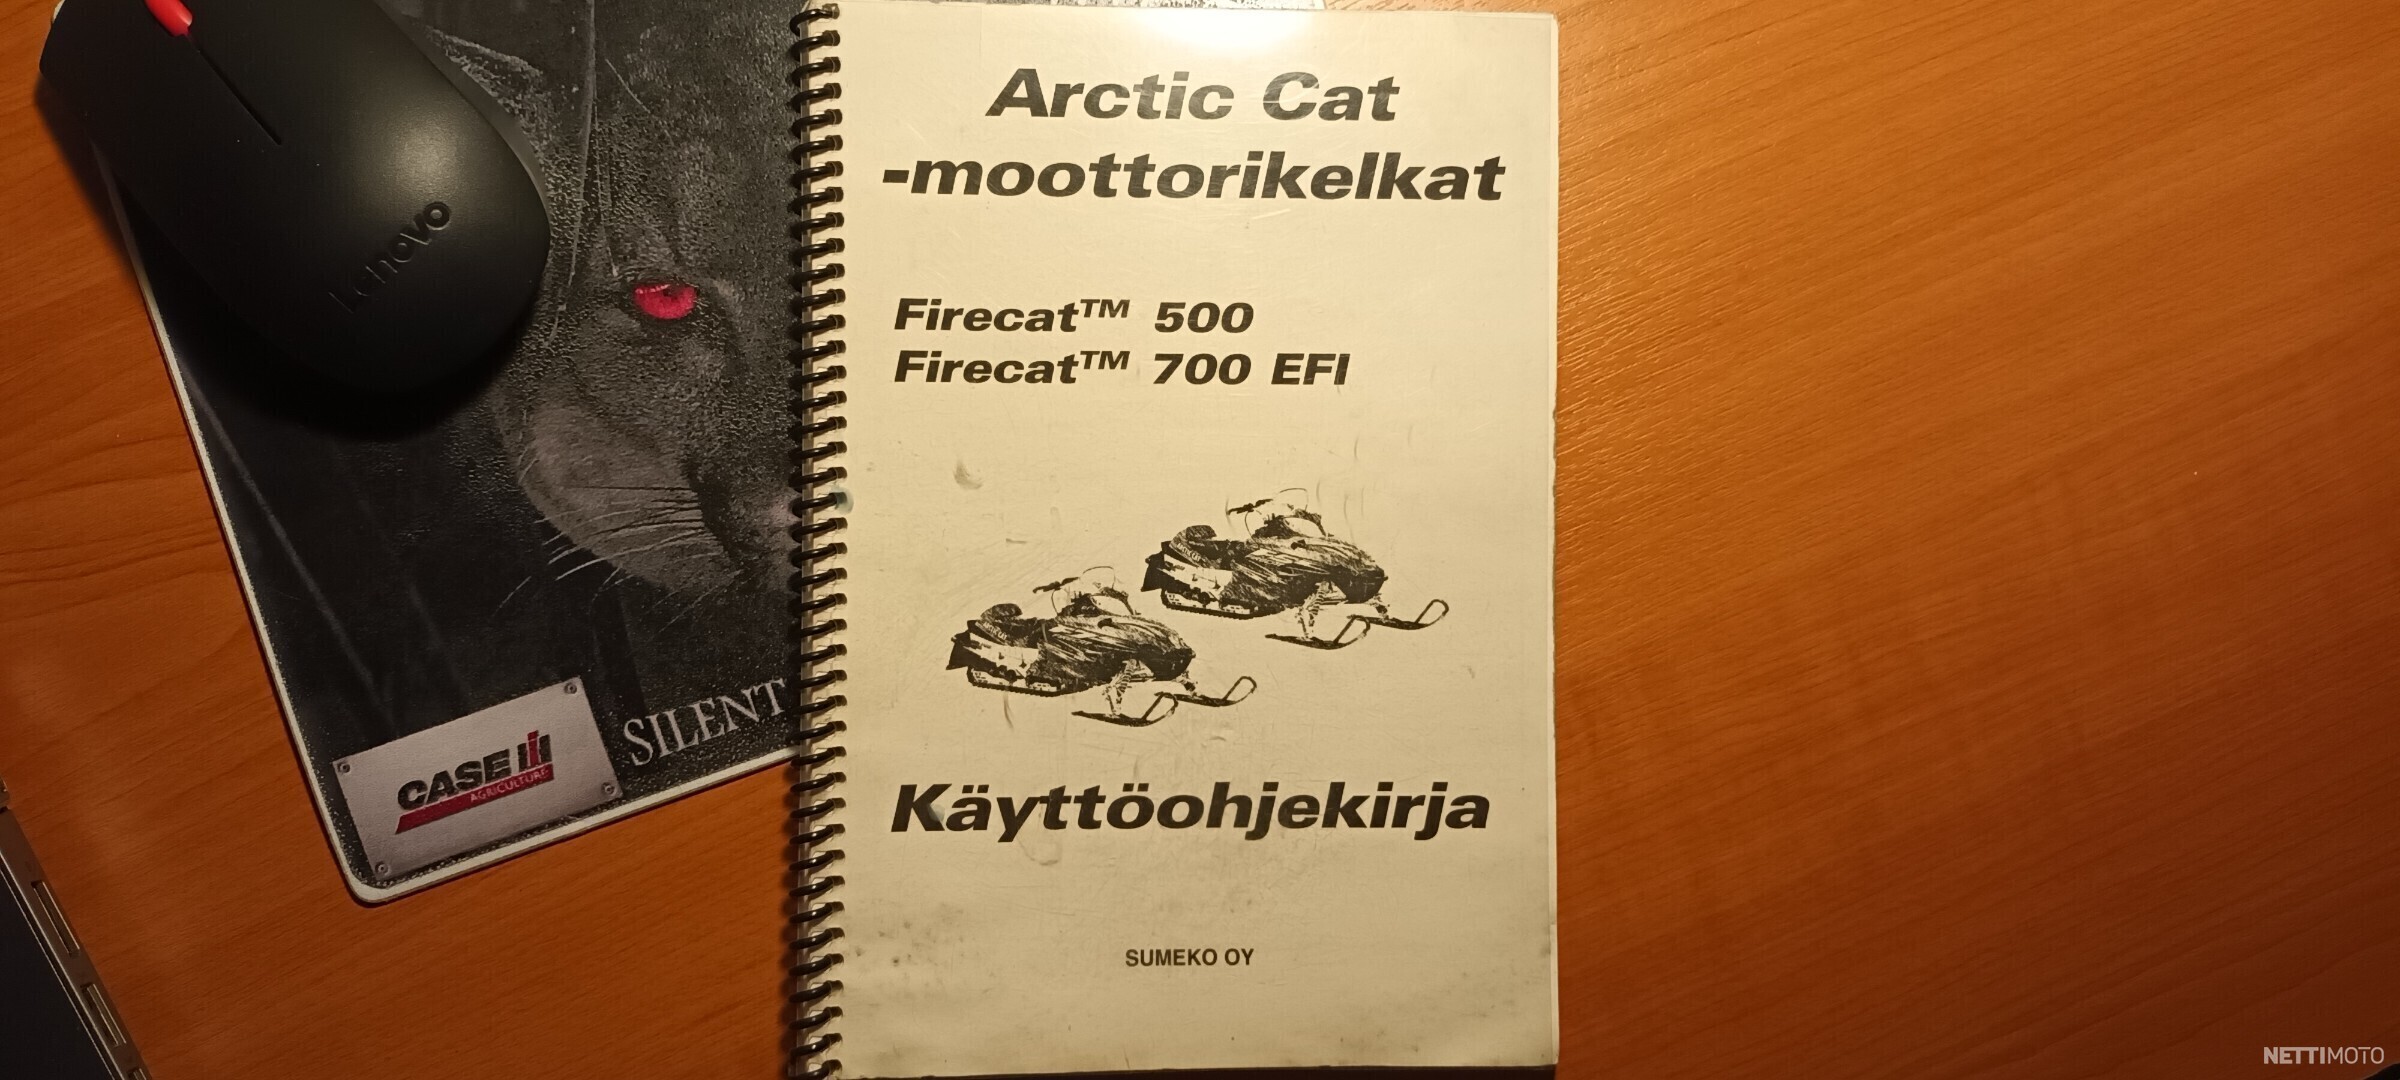 Lenovo
CASE IH
AGRICULTURE
SILENT
Arctic Cat
-moottorikelkat
Firecat™ 500
Firecat™ 700 EFI
Käyttöohjekirja
SUMEKO OY
NETTIMOTO